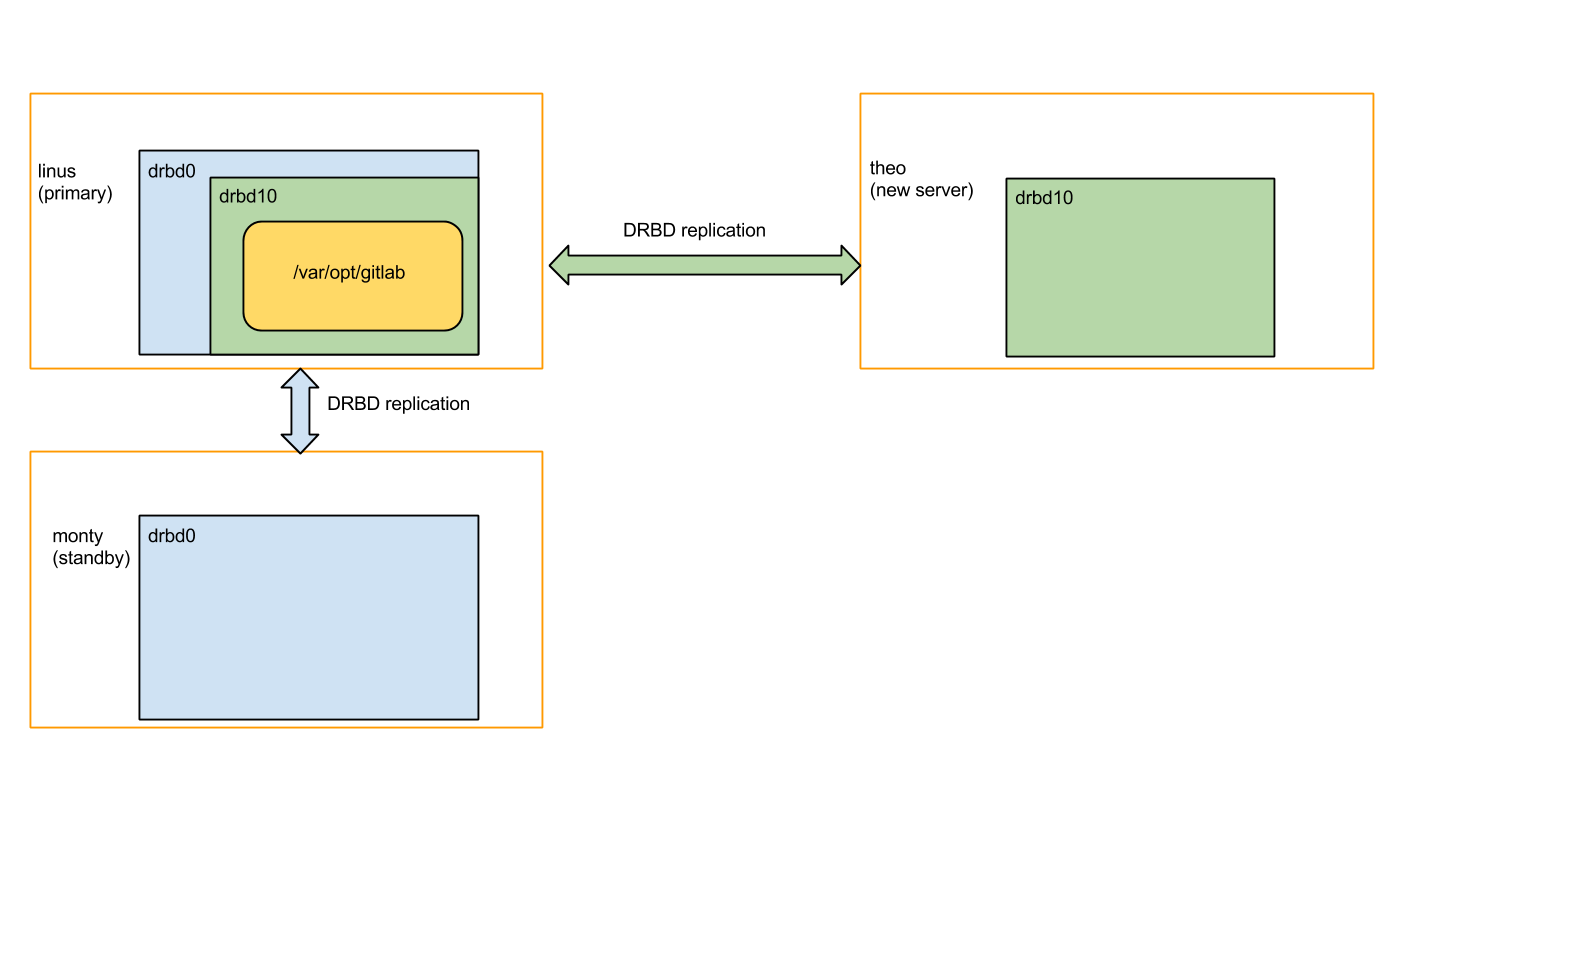 linus
(primary)
drbd0
drbd10
/var/opt/gitlab
DRBD replication
theo
(new server)
drbd10
DRBD replication
monty
(standby)
drbd0